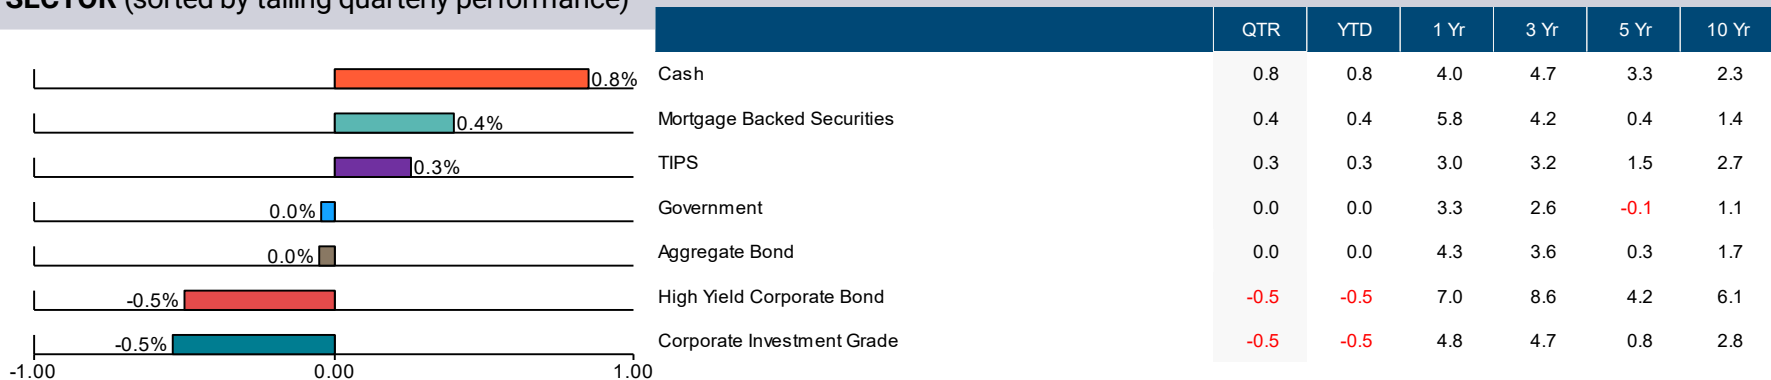 SECTOR (sorted by tailing quarterly performance)
QTR YTD 1 Yr 3 Yr 5 Yr 10 Yr
0.8% Cash 0.8 0.8 4.0 4.7 3.3 2.3
0.4% Mortgage Backed Securities 0.4 0.4 5.8 4.2 0.4 1.4
0.3% TIPS 0.3 0.3 3.0 3.2 1.5 2.7
0.0% Government 0.0 0.0 3.3 2.6 -0.1 1.1
0.0% Aggregate Bond 0.0 0.0 4.3 3.6 0.3 1.7
-0.5% High Yield Corporate Bond -0.5 -0.5 7.0 8.6 4.2 6.1
-0.5% Corporate Investment Grade -0.5 -0.5 4.8 4.7 0.8 2.8
-1.00 0.00 1.00